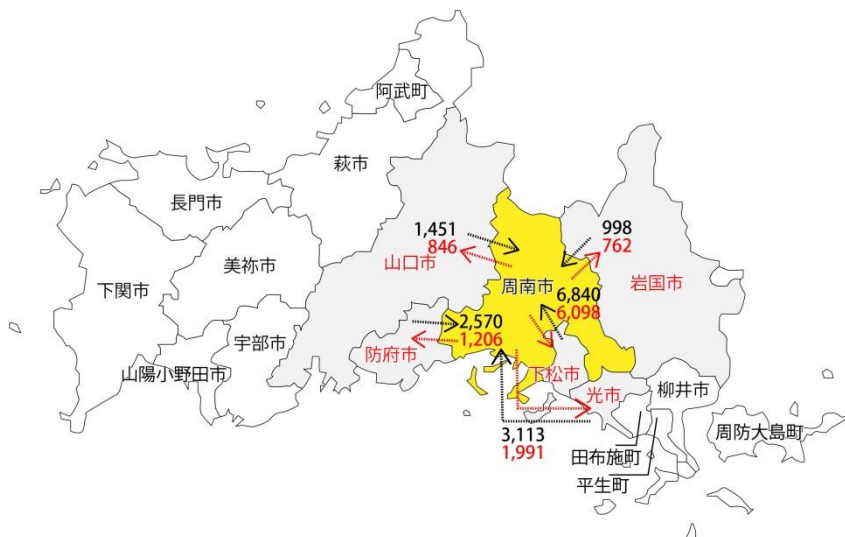 阿武町
萩市
長門市
1,451
846
山口市
998
762
美祢市
周南市
岩国市
下関市
6,840
6,098
2,570
1,206
宇部市
防府市
山陽小野田市
下松市
光市
柳井市
3,113
1,991
周防大島町
田布施町
平生町